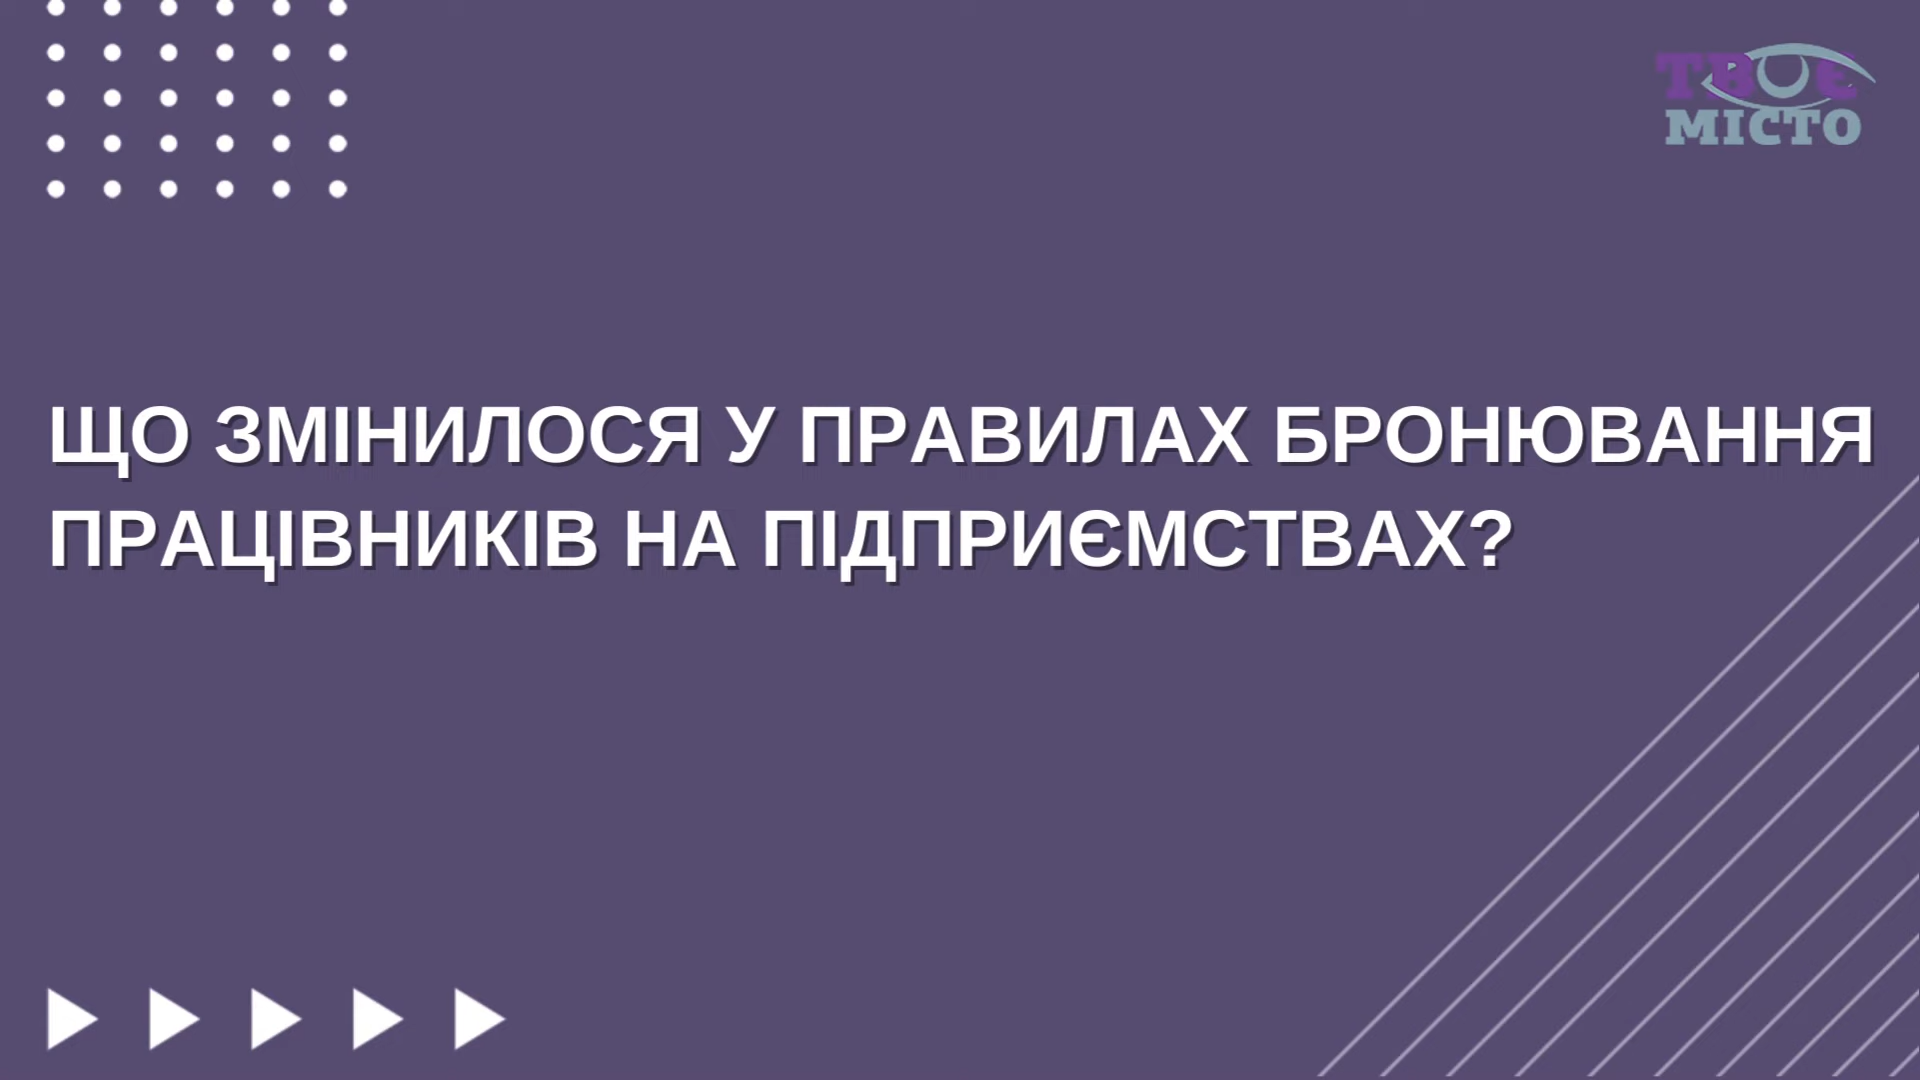 ТВОЄ
МІСТО
ЩО ЗМІНИЛОСЯ У ПРАВИЛАХ БРОНЮВАННЯ
ПРАЦІВНИКІВ НА ПІДПРИЄМСТВАХ?